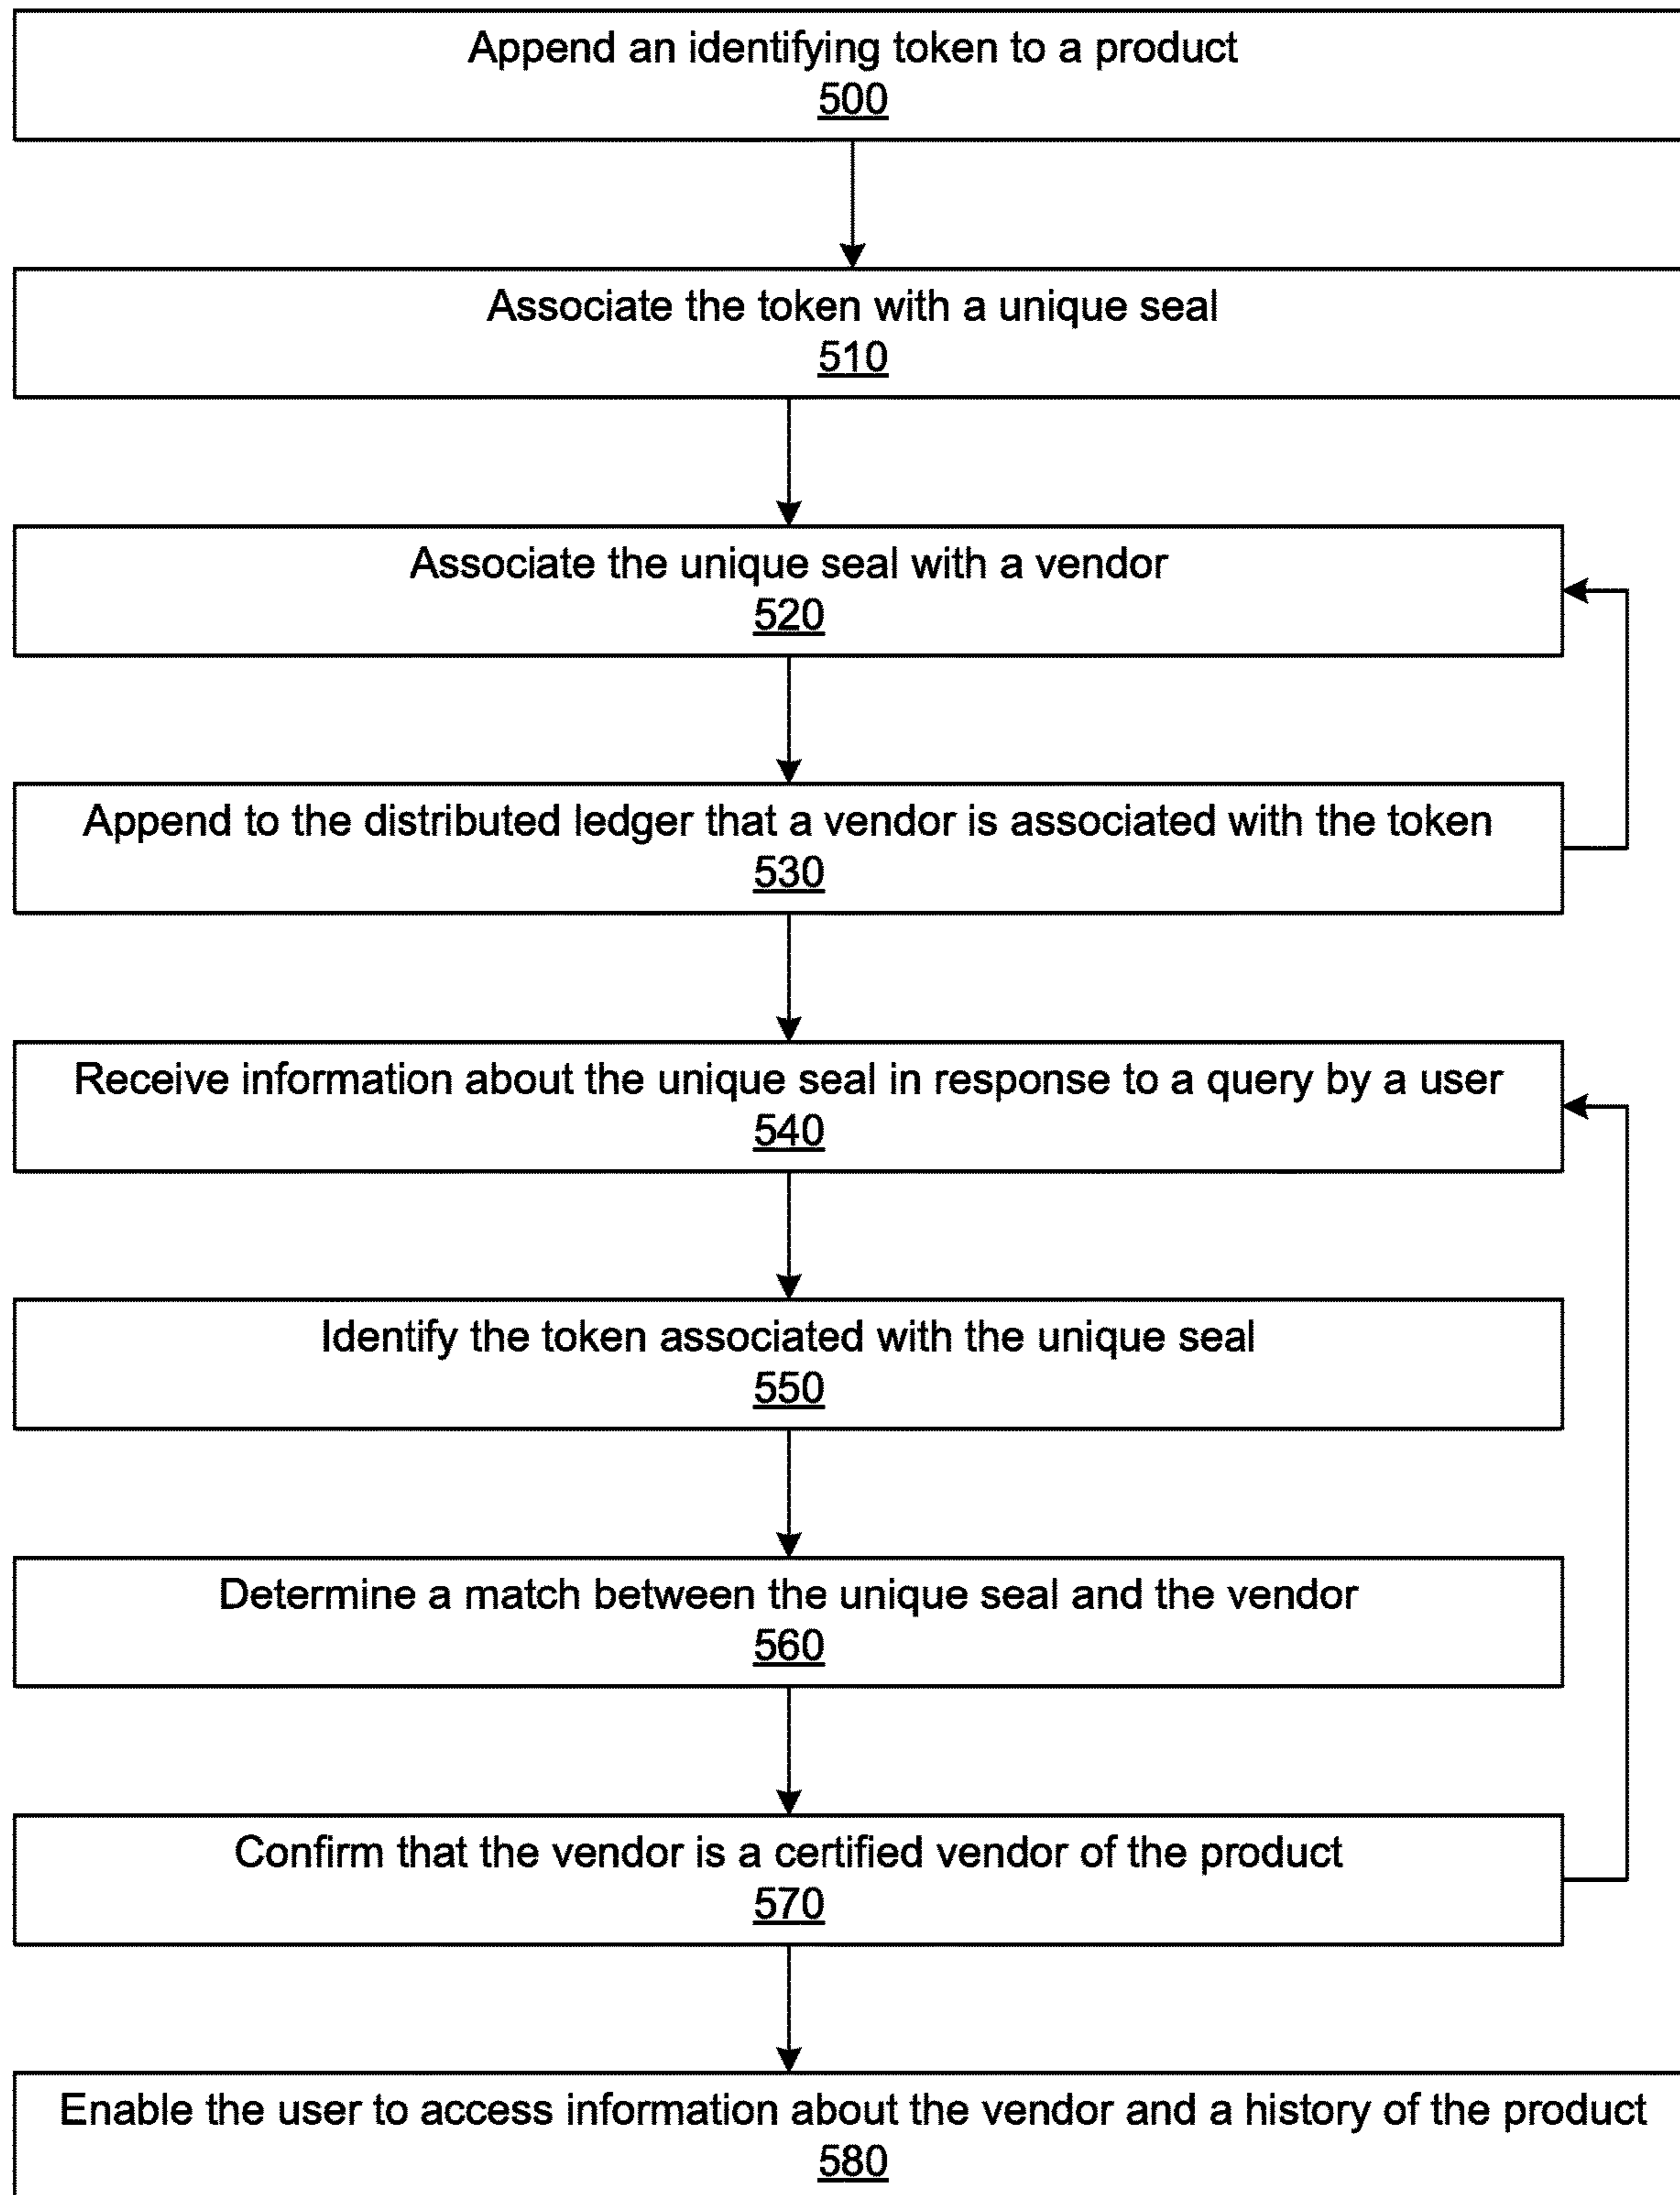 Append an identifying token to a product
500
Associate the token with a unique seal
510
Associate the unique seal with a vendor
520
Append to the distributed ledger that a vendor is associated with the token
530
Receive information about the unique seal in response to a query by a user
540
Identify the token associated with the unique seal
550
Determine a match between the unique seal and the vendor
560
Confirm that the vendor is a certified vendor of the product
570
Enable the user to access information about the vendor and a history of the product
580